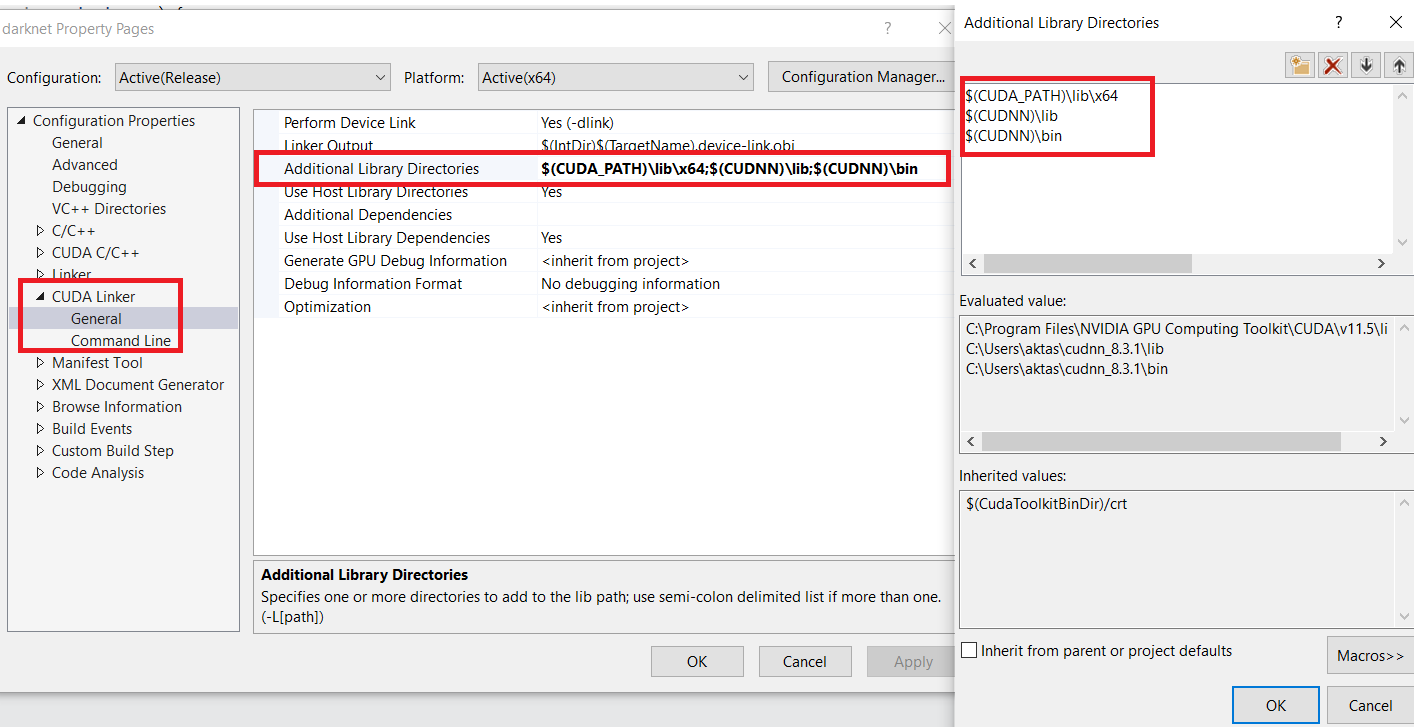 darknet Property Pages
?
Configuration: Active(Release) Platform: Active(x64) Configuration Manager...
Configuration Properties
General
Advanced
Debugging
VC++ Directories
C/C++
CUDA C/C++
Linker
CUDA Linker
General
Command Line
Manifest Tool
XML Document Generator
Browse Information
Build Events
Custom Build Step
Code Analysis
Perform Device Link Yes (-dlink)
Linker Output $(IntDir)$(TargetName).device-link.obj
Additional Library Directories $(CUDA_PATH)\lib\x64;$(CUDNN)\lib;$(CUDNN)\bin
Use Host Library Directories Yes
Additional Dependencies
Use Host Library Dependencies Yes
Generate GPU Debug Information <inherit from project>
Debug Information Format No debugging information
Optimization <inherit from project>
Additional Library Directories
Specifies one or more directories to add to the lib path; use semi-colon delimited list if more than one.
(-L[path])
OK Cancel Apply
Additional Library Directories ?
$(CUDA_PATH)\lib\x64
$(CUDNN)\lib
$(CUDNN)\bin
Evaluated value:
C:\Program Files\NVIDIA GPU Computing Toolkit\CUDA\v11.5\li
C:\Users\aktas\cudnn_8.3.1\lib
C:\Users\aktas\cudnn_8.3.1\bin
Inherited values:
$(CudaToolkitBinDir)/crt
Inherit from parent or project defaults
Macros>>
OK Cancel